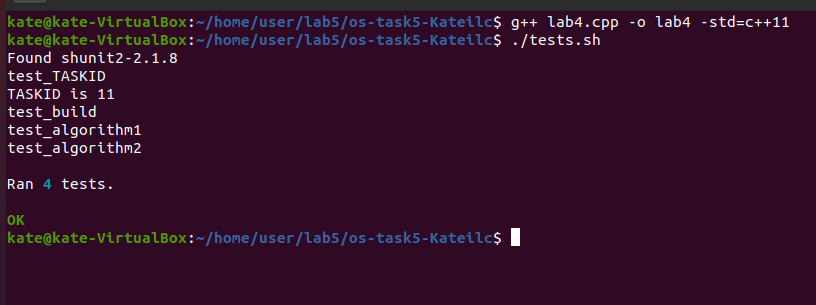 kate@kate-VirtualBox:~/home/user/lab5/os-task5-Kateilc$ g++ lab4.cpp -o lab4 -std=c++11
kate@kate-VirtualBox:~/home/user/lab5/os-task5-Kateilc$ ./tests.sh
Found shunit2-2.1.8
test_TASKID
TASKID is 11
test_build
test_algorithm1
test_algorithm2
Ran 4 tests.
OK
kate@kate-VirtualBox:~/home/user/lab5/os-task5-Kateilc$